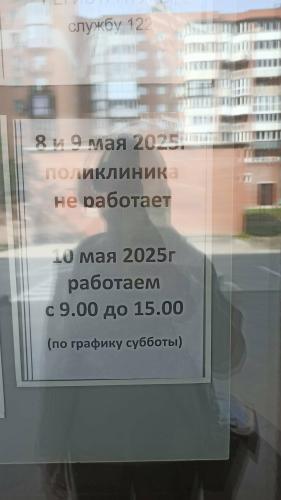 службу 122
8 и 9 мая 2025г
поликлиника
не работает
10 мая 2025г
работаем
с 9.00 до 15.00
(по графику субботы)